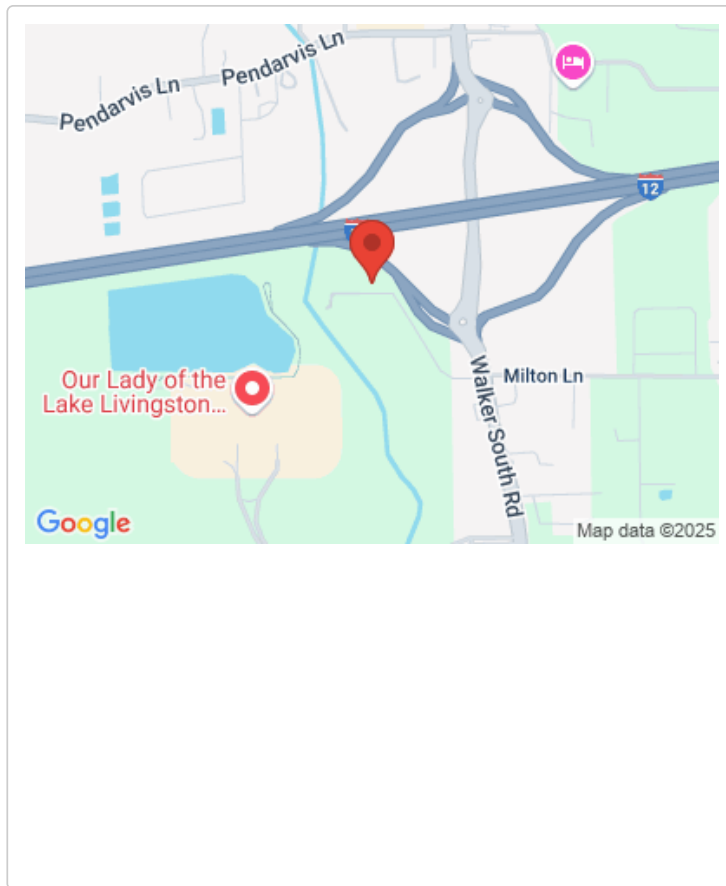 Pendarvis Ln
Pendarvis Ln
12
Our Lady of the
Lake Livingston...
Milton Ln
Walker South Rd
Google
Map data ©2025